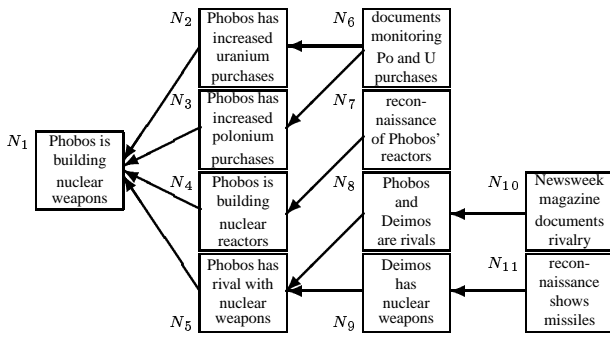 N1
Phobos is
building
nuclear
weapons
N2
Phobos has
increased
uranium
purchases
N3
Phobos has
increased
polonium
purchases
N4
Phobos is
building
nuclear
reactors
N5
Phobos has
rival with
nuclear
weapons
N6
documents
monitoring
Po and U
purchases
N7
recon-
naissance
of Phobos'
reactors
N8
Phobos
and
Deimos
are rivals
N9
Deimos
has
nuclear
weapons
N10
Newsweek
magazine
documents
rivalry
N11
recon-
naissance
shows
missiles